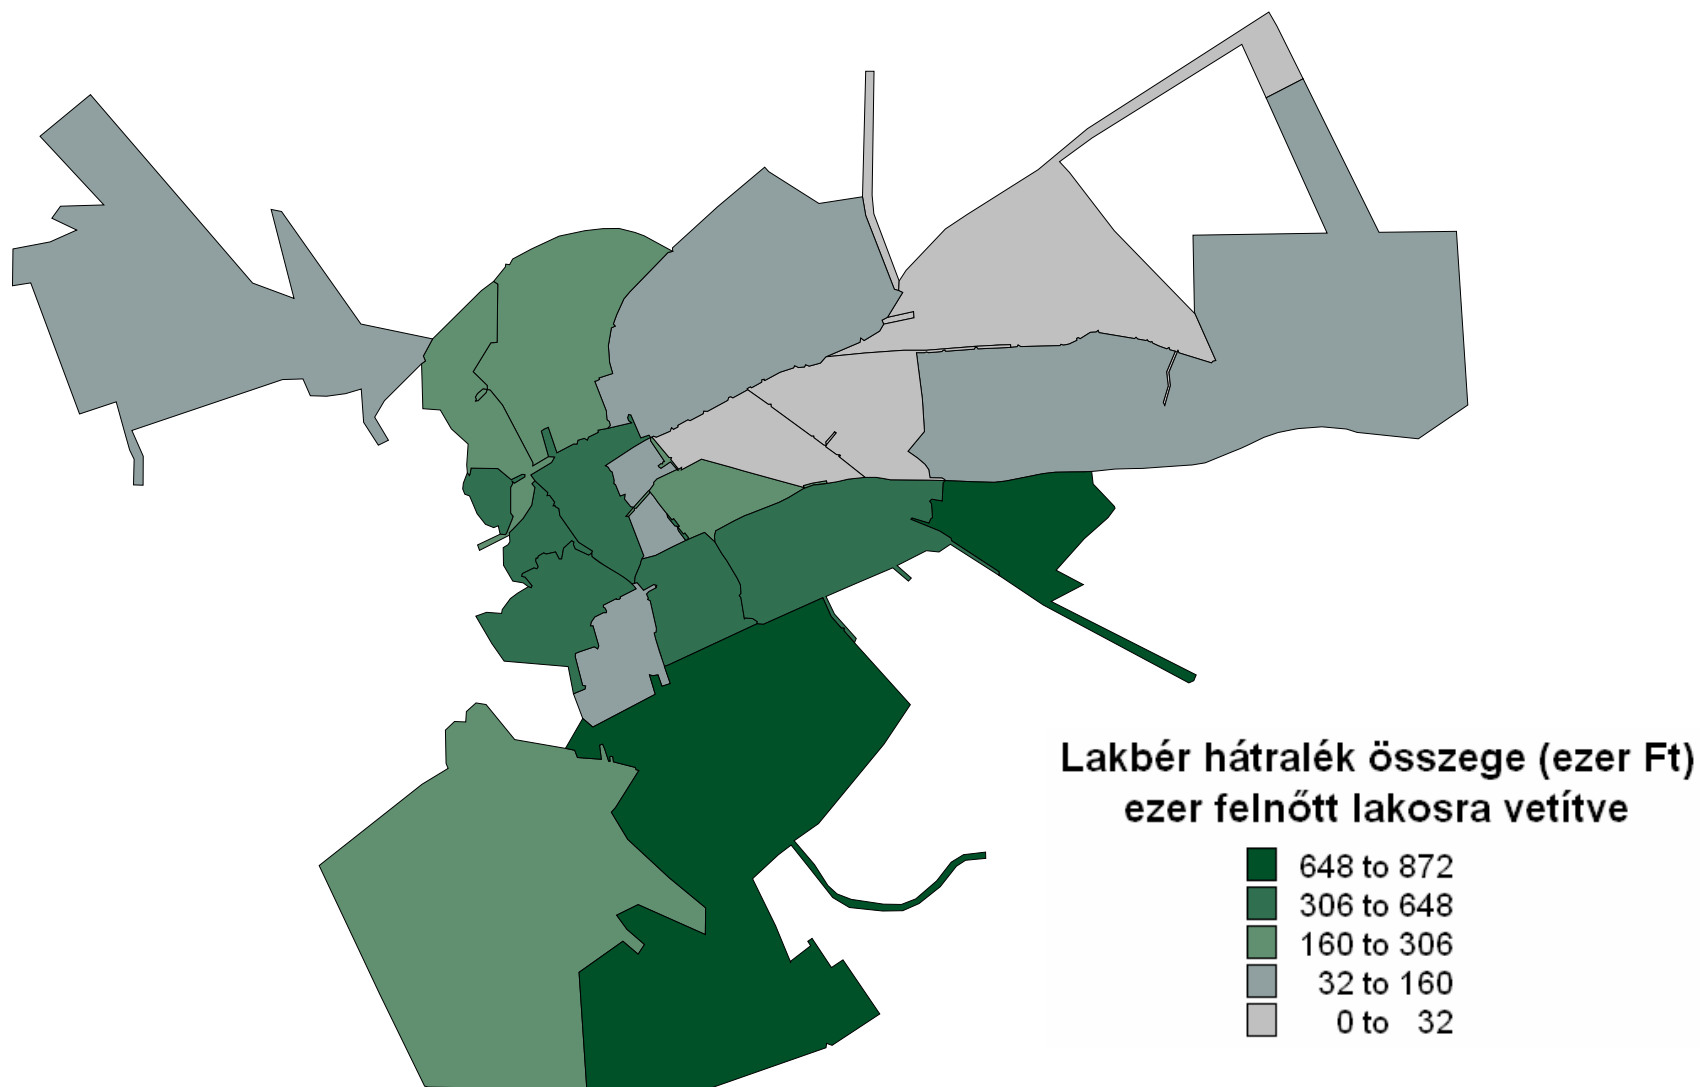 Lakbér hátralék összege (ezer Ft)
ezer felnőtt lakosra vetítve
648 to 872
306 to 648
160 to 306
32 to 160
0 to 32